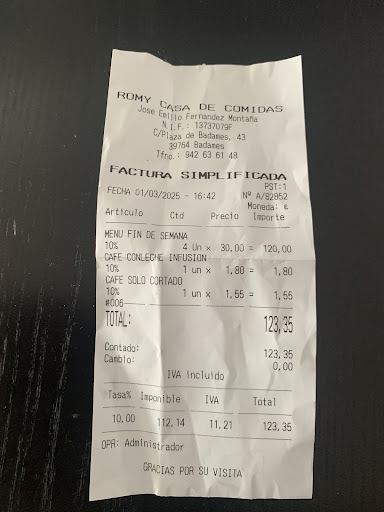 ROMY CASA DE COMIDAS
Jose Emilio Fernandez Montaña
N.I.F.: 13737079F
C/Plaza de Badames, 43
39764 Badames
Tfno.: 942 63 61 48
FACTURA SIMPLIFICADA
PST:1
FECHA 01/03/2025 - 16:42 Nº A/82852
Moneda: €
Artículo Ctd Precio Importe
MENU FIN DE SEMANA
10% 4 Un x 30,00 = 120,00
CAFE CONLECHE INFUSION
10% 1 un x 1,80 = 1,80
CAFE SOLO CORTADO
10% 1 un x 1,55 = 1,55
#006
TOTAL: 123,35
Contado: 123,35
Cambio: 0,00
IVA incluido
Tasa% Imponible IVA Total
10,00 112,14 11,21 123,35
OPR: Administrador
GRACIAS POR SU VISITA